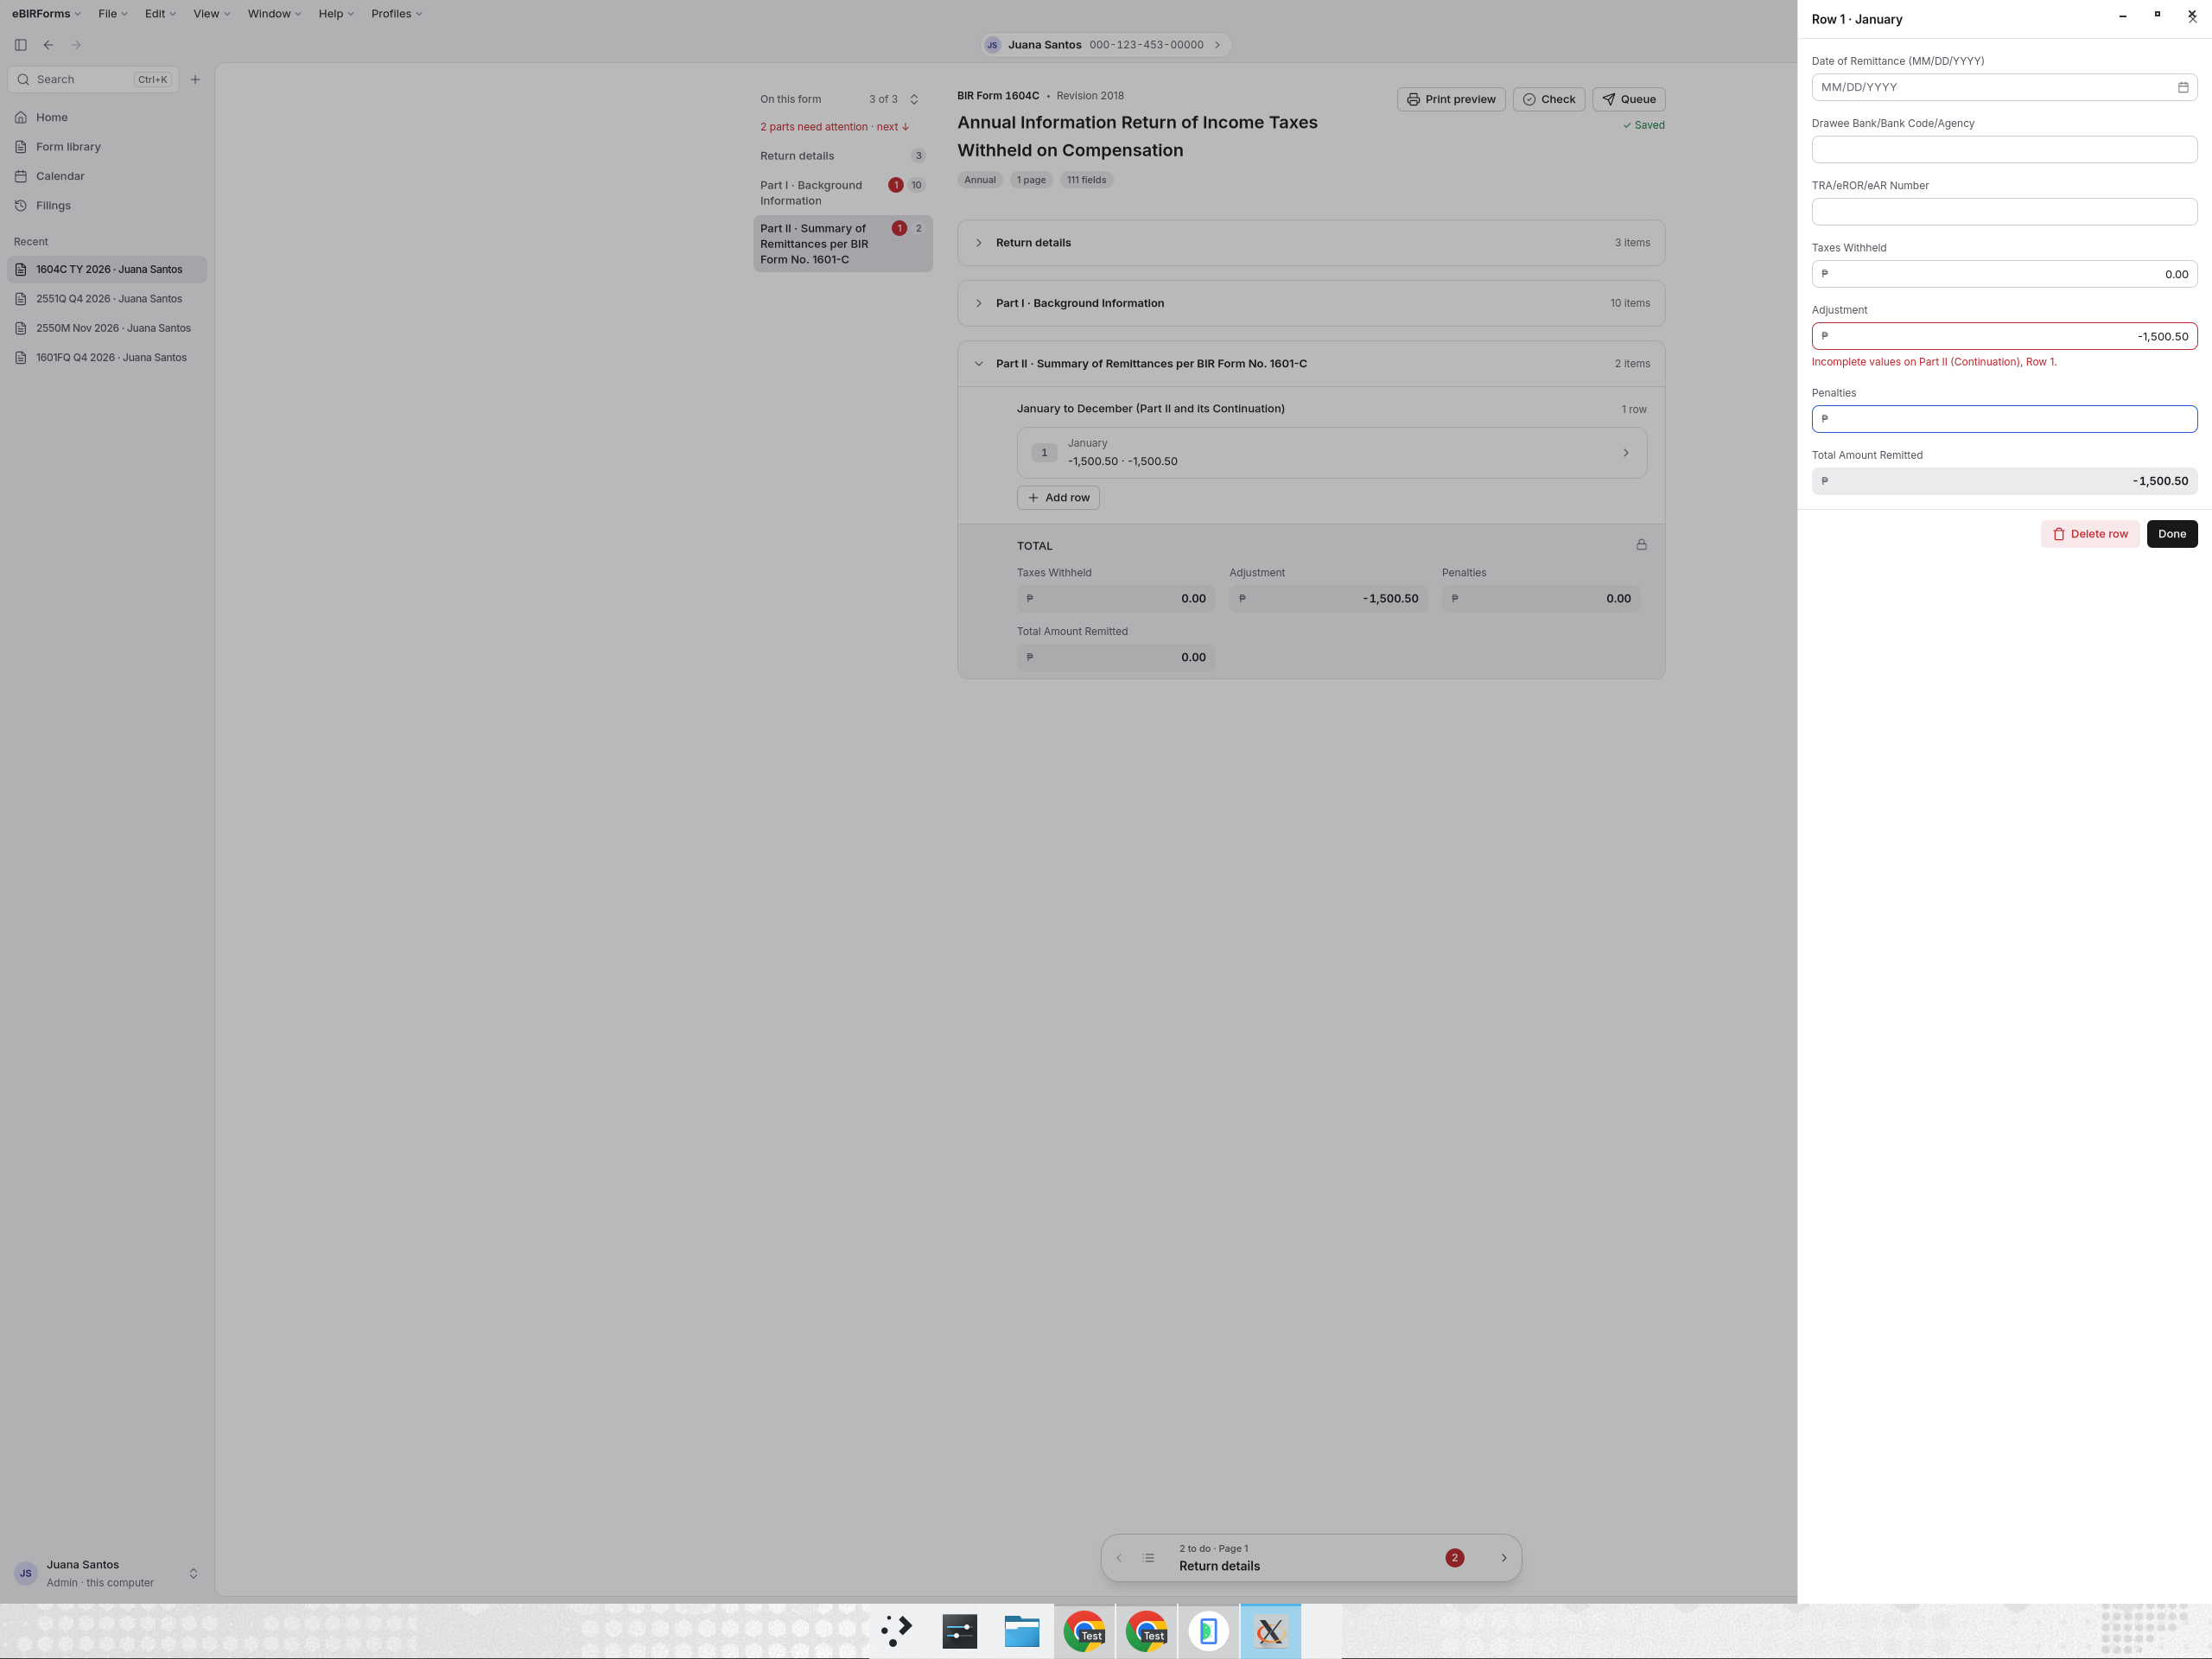 eBIRForms File Edit View Window Help Profiles
JS Juana Santos 000-123-453-00000
Search Ctrl+K
Home
Form library
Calendar
Filings
Recent
1604C TY 2026 · Juana Santos
2551Q Q4 2026 · Juana Santos
2550M Nov 2026 · Juana Santos
1601FQ Q4 2026 · Juana Santos
JS Juana Santos
Admin · this computer
On this form 3 of 3
2 parts need attention · next ↓
Return details 3
Part I · Background 1 10
Information
Part II · Summary of 1 2
Remittances per BIR
Form No. 1601-C
BIR Form 1604C • Revision 2018
Print preview Check Queue
Annual Information Return of Income Taxes
Withheld on Compensation
✓ Saved
Annual 1 page 111 fields
Return details 3 items
Part I · Background Information 10 items
Part II · Summary of Remittances per BIR Form No. 1601-C 2 items
January to December (Part II and its Continuation) 1 row
1 January
-1,500.50 · -1,500.50
+ Add row
TOTAL
Taxes Withheld Adjustment Penalties
₱ 0.00 ₱ -1,500.50 ₱ 0.00
Total Amount Remitted
₱ 0.00
2 to do · Page 1
Return details 2
Row 1 · January
Date of Remittance (MM/DD/YYYY)
MM/DD/YYYY
Drawee Bank/Bank Code/Agency
TRA/eROR/eAR Number
Taxes Withheld
₱ 0.00
Adjustment
₱ -1,500.50
Incomplete values on Part II (Continuation), Row 1.
Penalties
₱
Total Amount Remitted
₱ -1,500.50
Delete row Done
Test Test